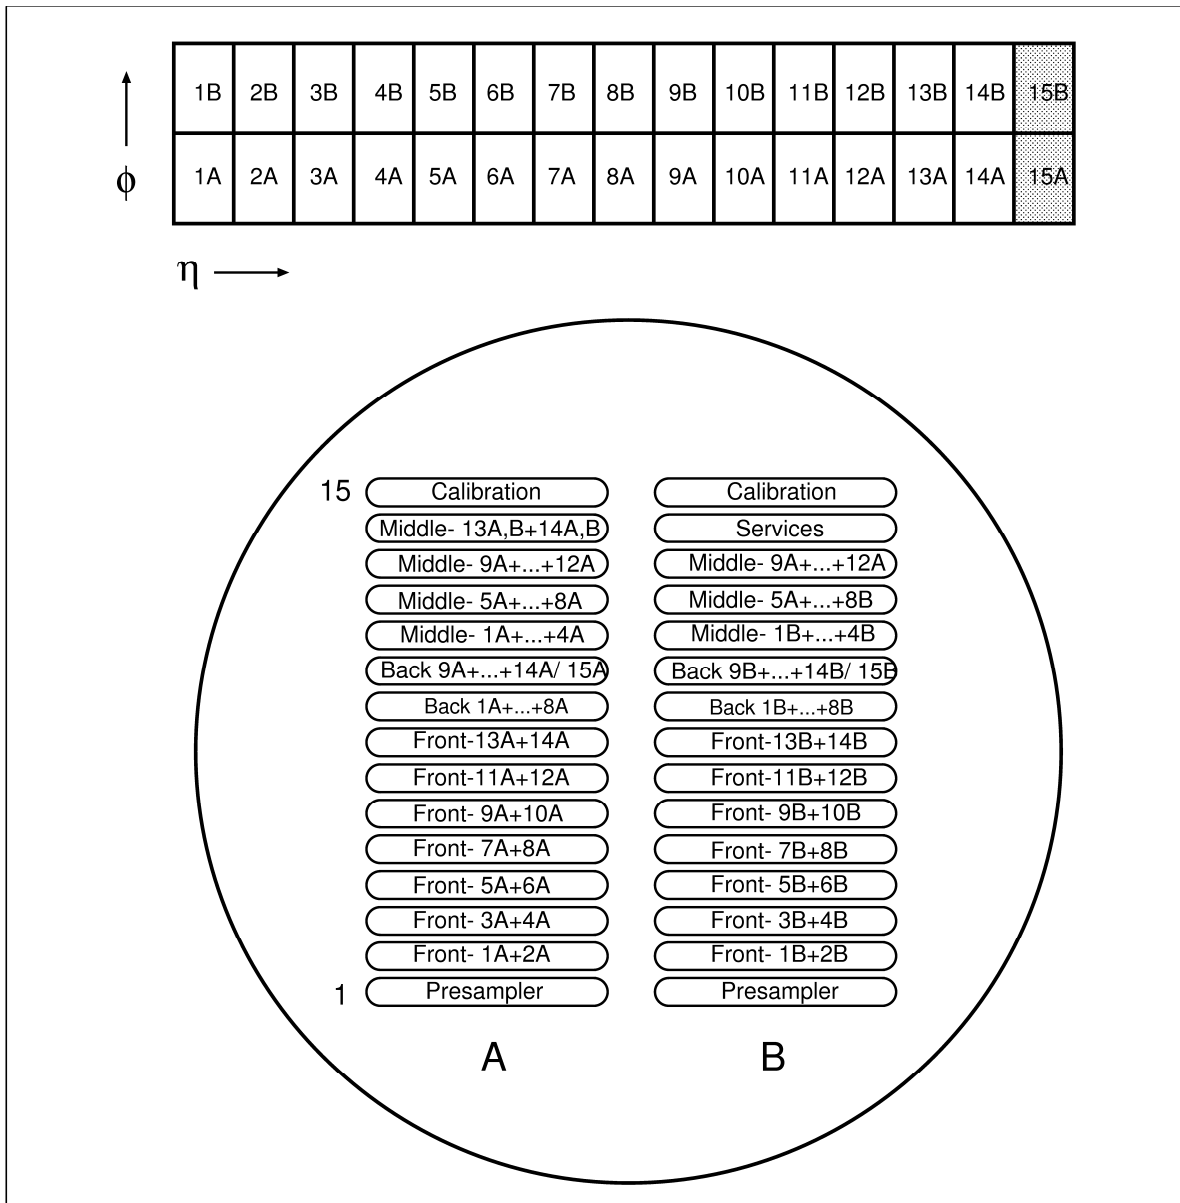 1B 2B 3B 4B 5B 6B 7B 8B 9B 10B 11B 12B 13B 14B 15B
1A 2A 3A 4A 5A 6A 7A 8A 9A 10A 11A 12A 13A 14A 15A
ϕ
η
15 Calibration Calibration
Middle- 13A,B+14A,B Services
Middle- 9A+...+12A Middle- 9A+...+12A
Middle- 5A+...+8A Middle- 5A+...+8B
Middle- 1A+...+4A Middle- 1B+...+4B
Back 9A+...+14A/ 15A Back 9B+...+14B/ 15B
Back 1A+...+8A Back 1B+...+8B
Front-13A+14A Front-13B+14B
Front-11A+12A Front-11B+12B
Front- 9A+10A Front- 9B+10B
Front- 7A+8A Front- 7B+8B
Front- 5A+6A Front- 5B+6B
Front- 3A+4A Front- 3B+4B
Front- 1A+2A Front- 1B+2B
1 Presampler Presampler
A B